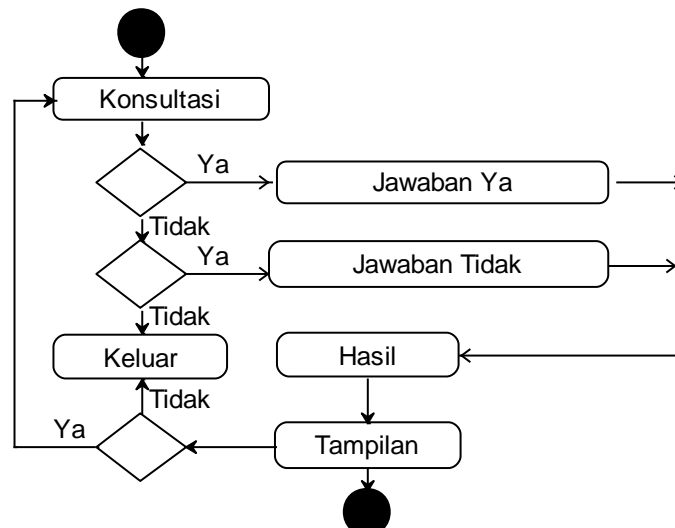 Konsultasi
Ya
Jawaban Ya
Tidak
Ya
Jawaban Tidak
Tidak
Keluar
Hasil
Tidak
Ya
Tampilan